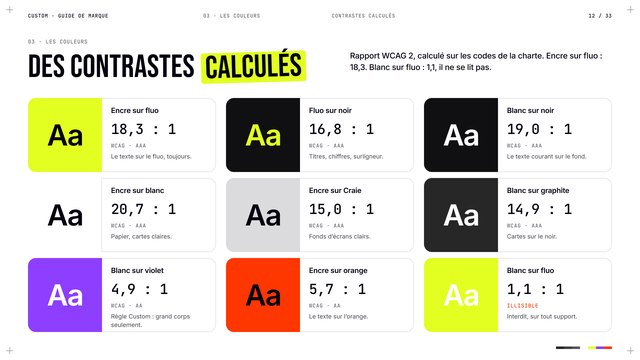 CUSTOM · GUIDE DE MARQUE
03 · LES COULEURS
CONTRASTES CALCULÉS
12 / 33
03 · LES COULEURS
DES CONTRASTES CALCULÉS
Rapport WCAG 2, calculé sur les codes de la charte. Encre sur fluo :
18,3. Blanc sur fluo : 1,1, il ne se lit pas.
Aa
Encre sur fluo
18,3 : 1
WCAG · AAA
Le texte sur le fluo, toujours.
Aa
Fluo sur noir
16,8 : 1
WCAG · AAA
Titres, chiffres, surligneur.
Aa
Blanc sur noir
19,0 : 1
WCAG · AAA
Le texte courant sur le fond.
Aa
Encre sur blanc
20,7 : 1
WCAG · AAA
Papier, cartes claires.
Aa
Encre sur Craie
15,0 : 1
WCAG · AAA
Fonds d'écrans clairs.
Aa
Blanc sur graphite
14,9 : 1
WCAG · AAA
Cartes sur le noir.
Aa
Blanc sur violet
4,9 : 1
WCAG · AA
Règle Custom : grand corps
seulement.
Aa
Encre sur orange
5,7 : 1
WCAG · AA
Le texte sur l'orange.
Aa
Blanc sur fluo
1,1 : 1
ILLISIBLE
Interdit, sur tout support.